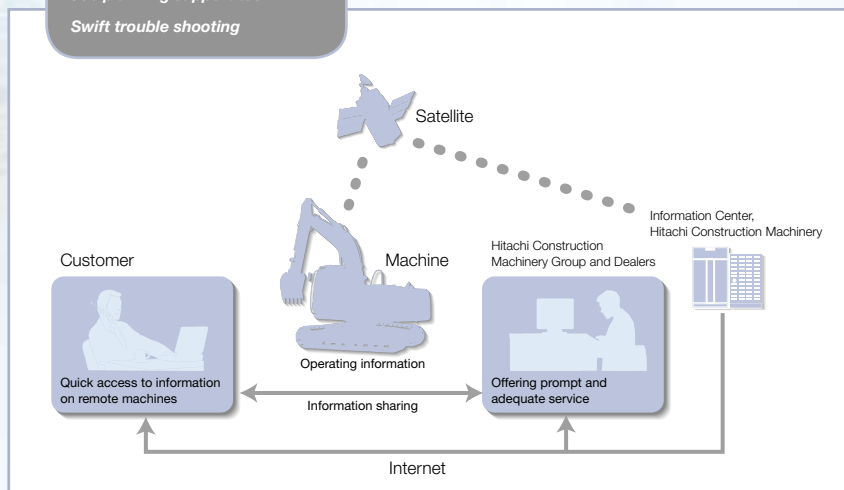 Swift trouble shooting
Satellite
Information Center,
Hitachi Construction Machinery
Customer
Machine
Hitachi Construction
Machinery Group and Dealers
Operating information
Quick access to information
on remote machines
Offering prompt and
adequate service
Information sharing
Internet